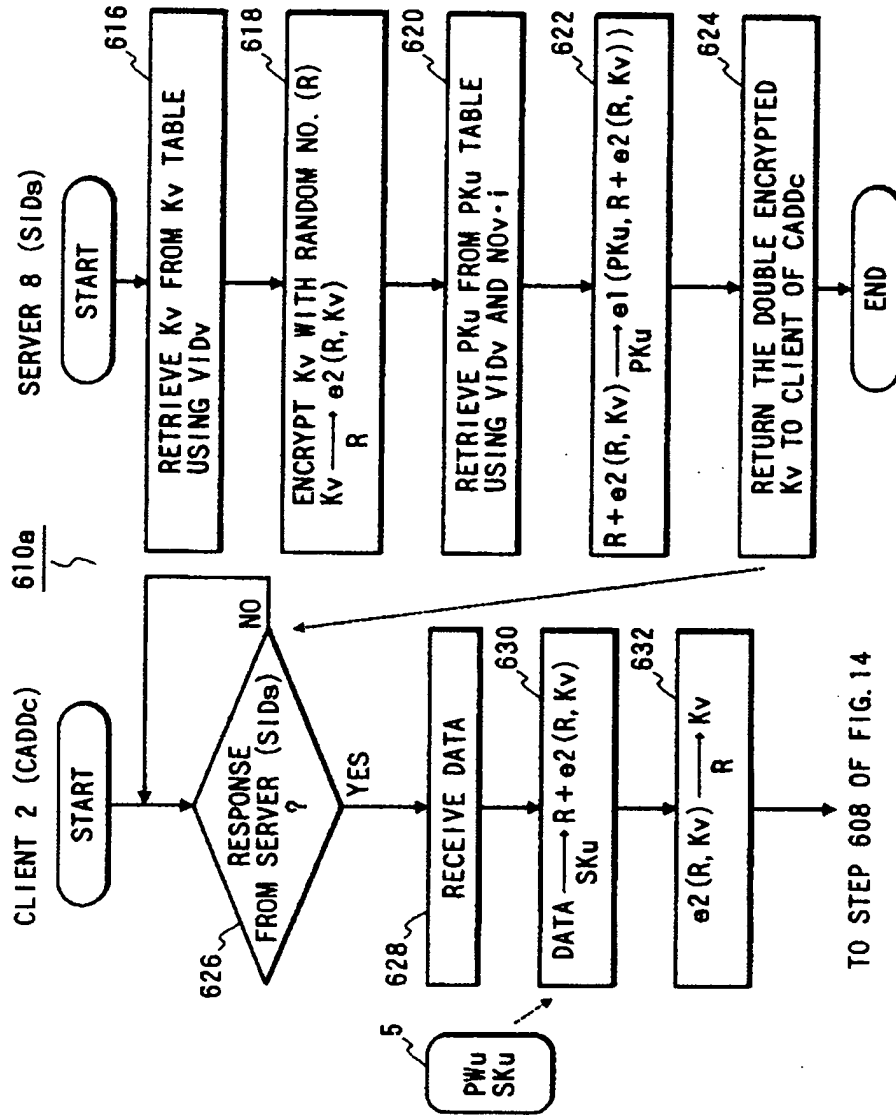 610a
CLIENT 2 (CADDc)
START
RESPONSE
FROM SERVER (SIDs)
?
626
NO
YES
RECEIVE DATA
628
DATA ⟶ R + e2 (R, Kv)
SKu
630
e2 (R, Kv) ⟶ Kv
R
632
TO STEP 608 OF FIG. 14
5
PWu
SKu
SERVER 8 (SIDs)
START
616
RETRIEVE Kv FROM Kv TABLE
USING VIDv
618
ENCRYPT Kv WITH RANDOM NO. (R)
Kv ⟶ e2 (R, Kv)
R
620
RETRIEVE PKu FROM PKu TABLE
USING VIDv AND NOv-i
622
R + e2 (R, Kv) ⟶ e1 (PKu, R + e2 (R, Kv))
PKu
624
RETURN THE DOUBLE ENCRYPTED
Kv TO CLIENT OF CADDc
END